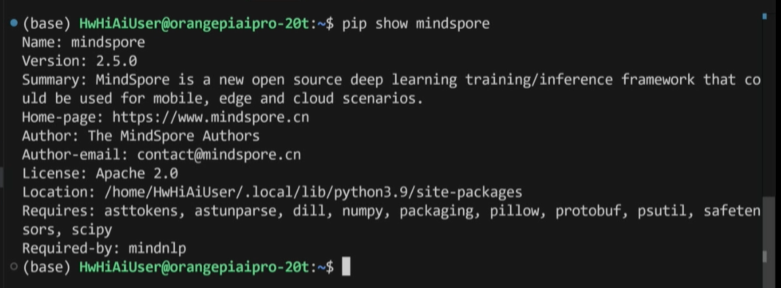 (base) HwHiAiUser@orangepiaipro-20t:~$ pip show mindspore
Name: mindspore
Version: 2.5.0
Summary: MindSpore is a new open source deep learning training/inference framework that co
uld be used for mobile, edge and cloud scenarios.
Home-page: https://www.mindspore.cn
Author: The MindSpore Authors
Author-email: contact@mindspore.cn
License: Apache 2.0
Location: /home/HwHiAiUser/.local/lib/python3.9/site-packages
Requires: asttokens, astunparse, dill, numpy, packaging, pillow, protobuf, psutil, safeten
sors, scipy
Required-by: mindnlp
(base) HwHiAiUser@orangepiaipro-20t:~$